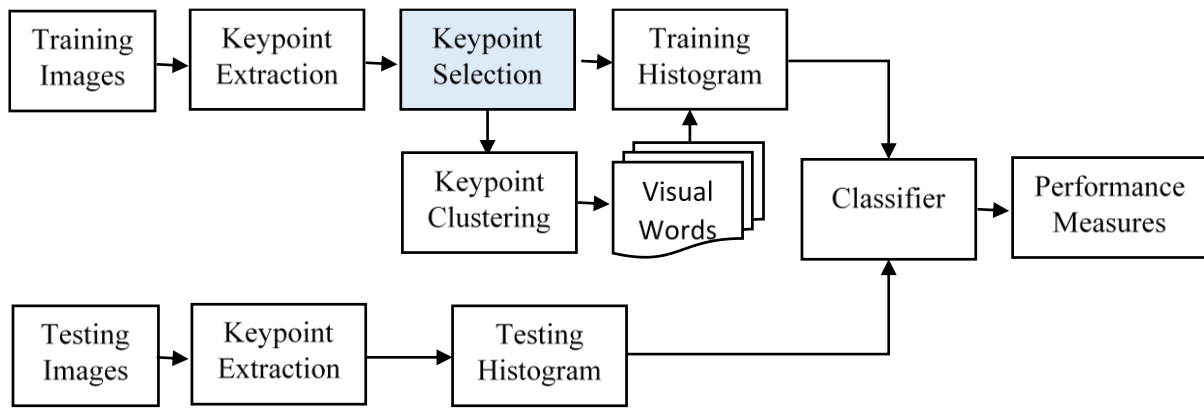 Training
Images
Keypoint
Extraction
Keypoint
Selection
Training
Histogram
Keypoint
Clustering
Visual
Words
Classifier
Performance
Measures
Testing
Images
Keypoint
Extraction
Testing
Histogram